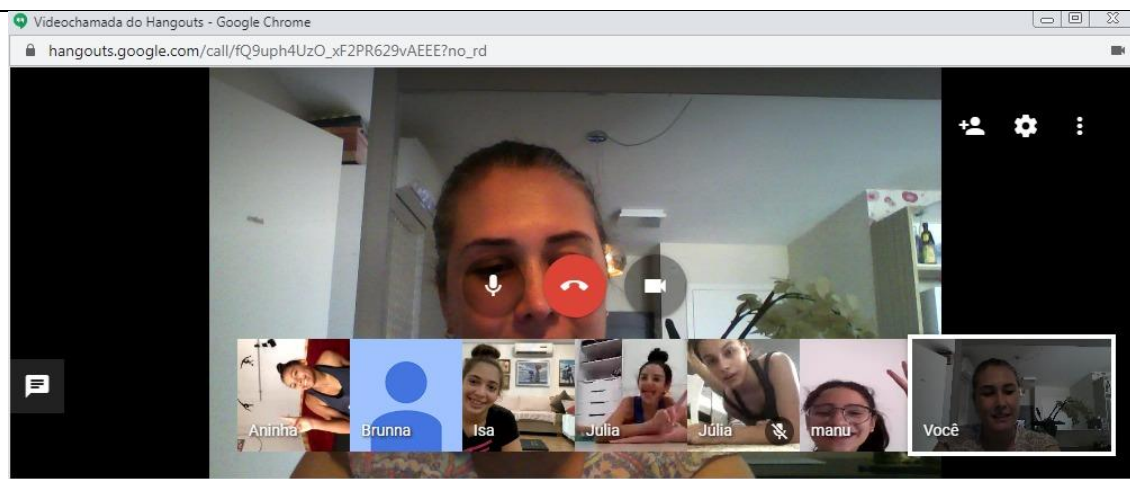 Videochamada do Hangouts - Google Chrome
hangouts.google.com/call/fQ9uph4UzO_xF2PR629vAEEE?no_rd
Aninha
Brunna
Isa
Julia
Júlia
manu
Você